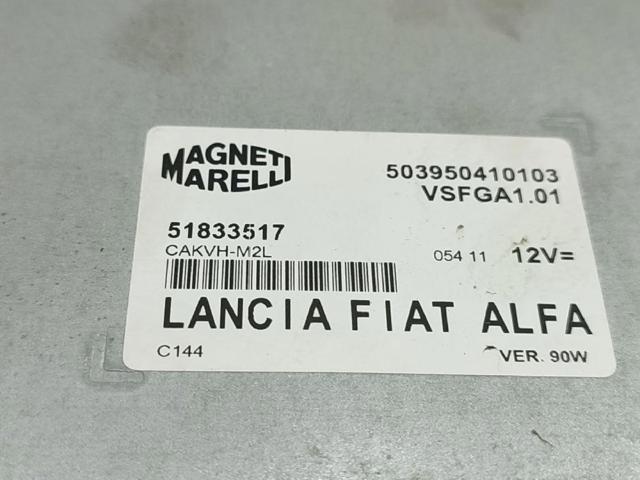 MAGNETI
MARELLI
503950410103
VSFGA1.01
51833517
CAKVH-M2L
054 11 12V=
LANCIA FIAT ALFA
C144
VER. 90W